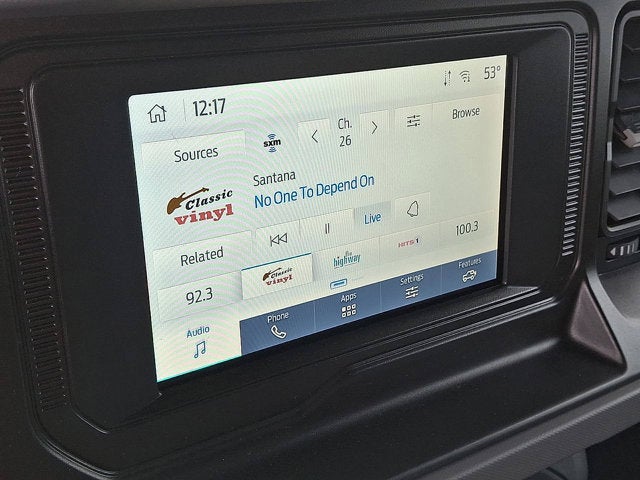 12:17
53°
Sources
sxm
Ch.
26
Browse
Classic
vinyl
Santana
No One To Depend On
Related
Live
92.3
Classic
vinyl
the
highway
HITS 1
100.3
Audio
Phone
Apps
Settings
Features